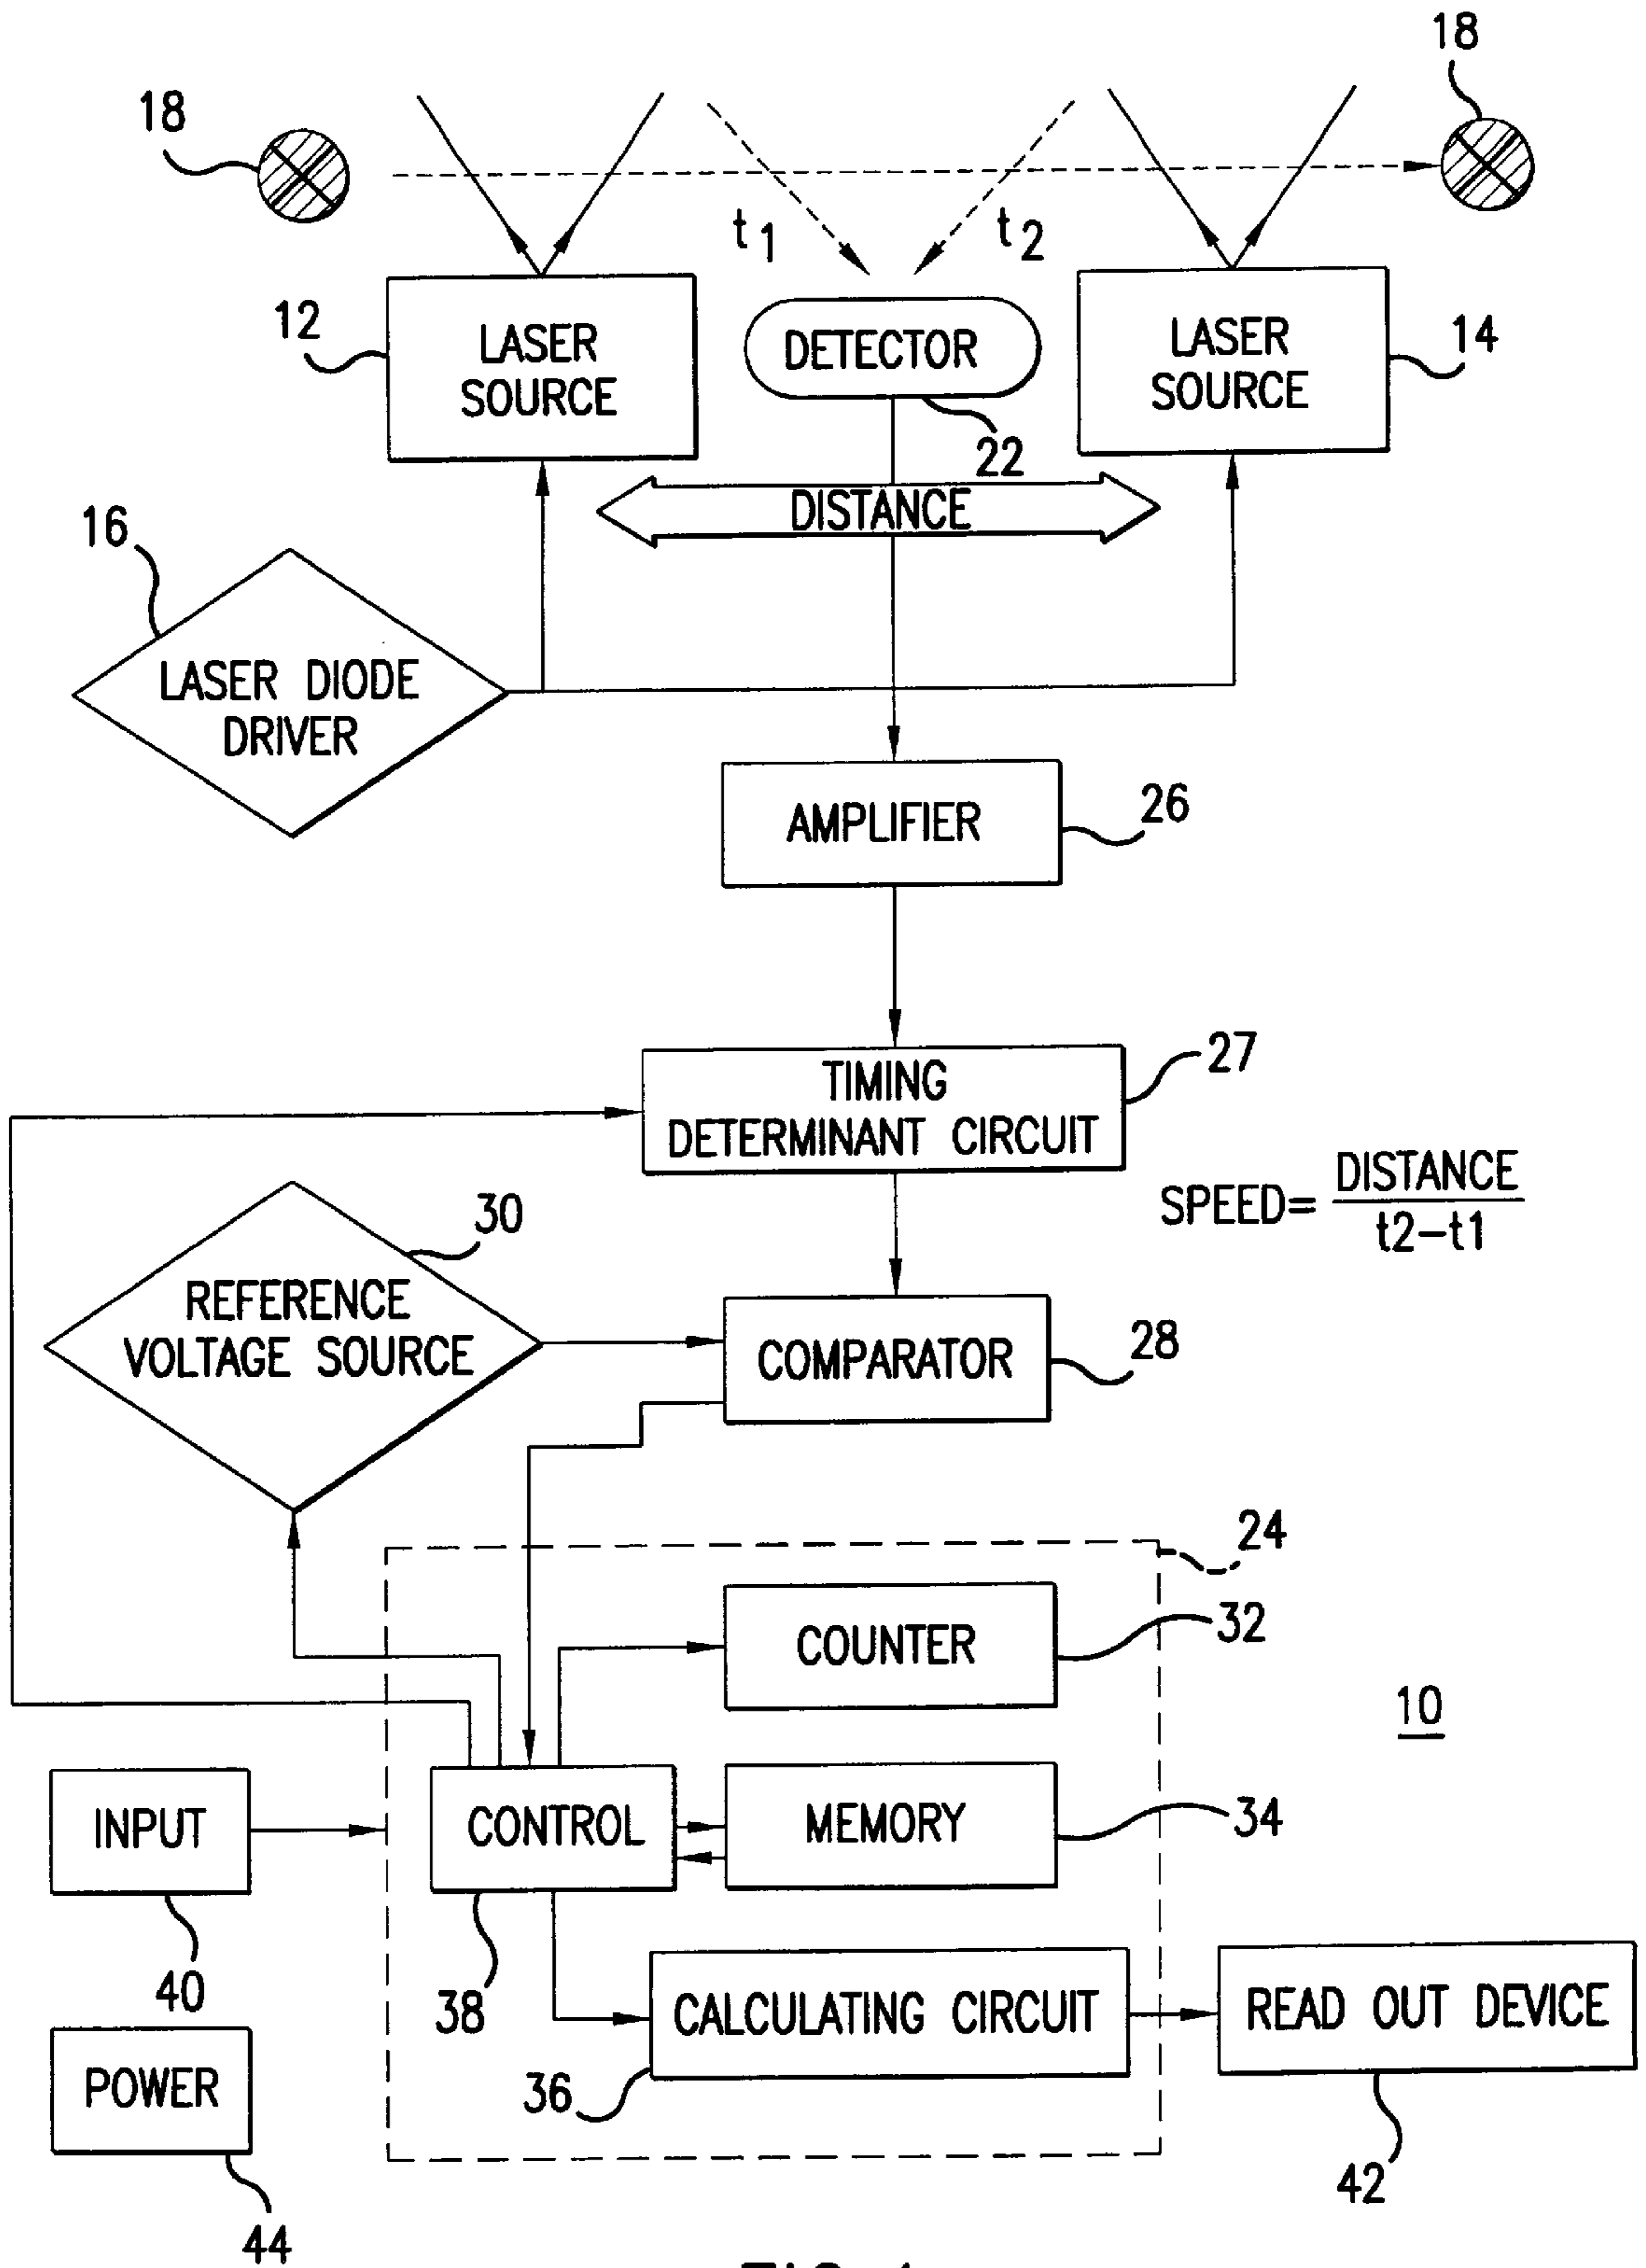 18
18
t1
t2
12
LASER
SOURCE
DETECTOR
LASER
SOURCE
14
22
DISTANCE
16
LASER DIODE
DRIVER
AMPLIFIER
26
TIMING
DETERMINANT CIRCUIT
27
SPEED= DISTANCE
t2-t1
30
REFERENCE
VOLTAGE SOURCE
COMPARATOR
28
24
COUNTER
32
10
INPUT
CONTROL
MEMORY
34
40
38
CALCULATING CIRCUIT
READ OUT DEVICE
36
POWER
42
44